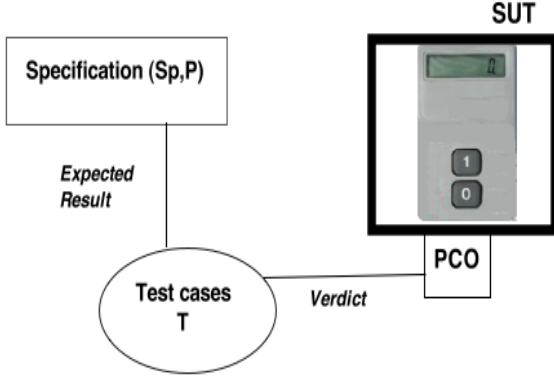 SUT
Specification (Sp,P)
0
1
0
Expected
Result
PCO
Test cases
T
Verdict